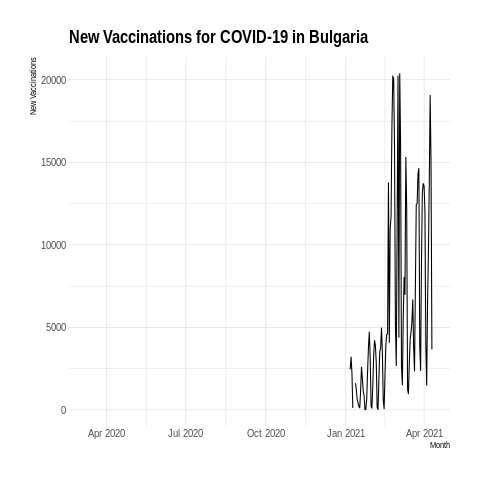 New Vaccinations for COVID-19 in Bulgaria
New Vaccinations
20000
15000
10000
5000
0
Apr 2020 Jul 2020 Oct 2020 Jan 2021 Apr 2021
Month